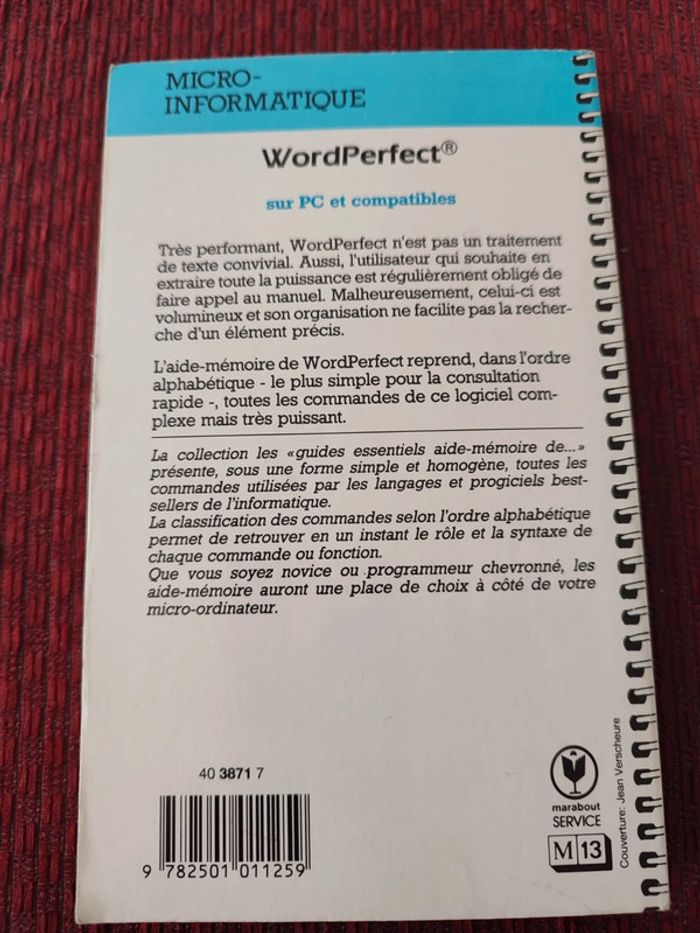 MICRO-
INFORMATIQUE
WordPerfect®
sur PC et compatibles
Très performant, WordPerfect n'est pas un traitement
de texte convivial. Aussi, l'utilisateur qui souhaite en
extraire toute la puissance est régulièrement obligé de
faire appel au manuel. Malheureusement, celui-ci est
volumineux et son organisation ne facilite pas la recher-
che d'un élément précis.
L'aide-mémoire de WordPerfect reprend, dans l'ordre
alphabétique - le plus simple pour la consultation
rapide -, toutes les commandes de ce logiciel com-
plexe mais très puissant.
La collection les «guides essentiels aide-mémoire de...»
présente, sous une forme simple et homogène, toutes les
commandes utilisées par les langages et progiciels best-
sellers de l'informatique.
La classification des commandes selon l'ordre alphabétique
permet de retrouver en un instant le rôle et la syntaxe de
chaque commande ou fonction.
Que vous soyez novice ou programmeur chevronné, les
aide-mémoire auront une place de choix à côté de votre
micro-ordinateur.
40 3871 7
9 782501 011259
marabout
SERVICE
M 13
Couverture: Jean Verscheure